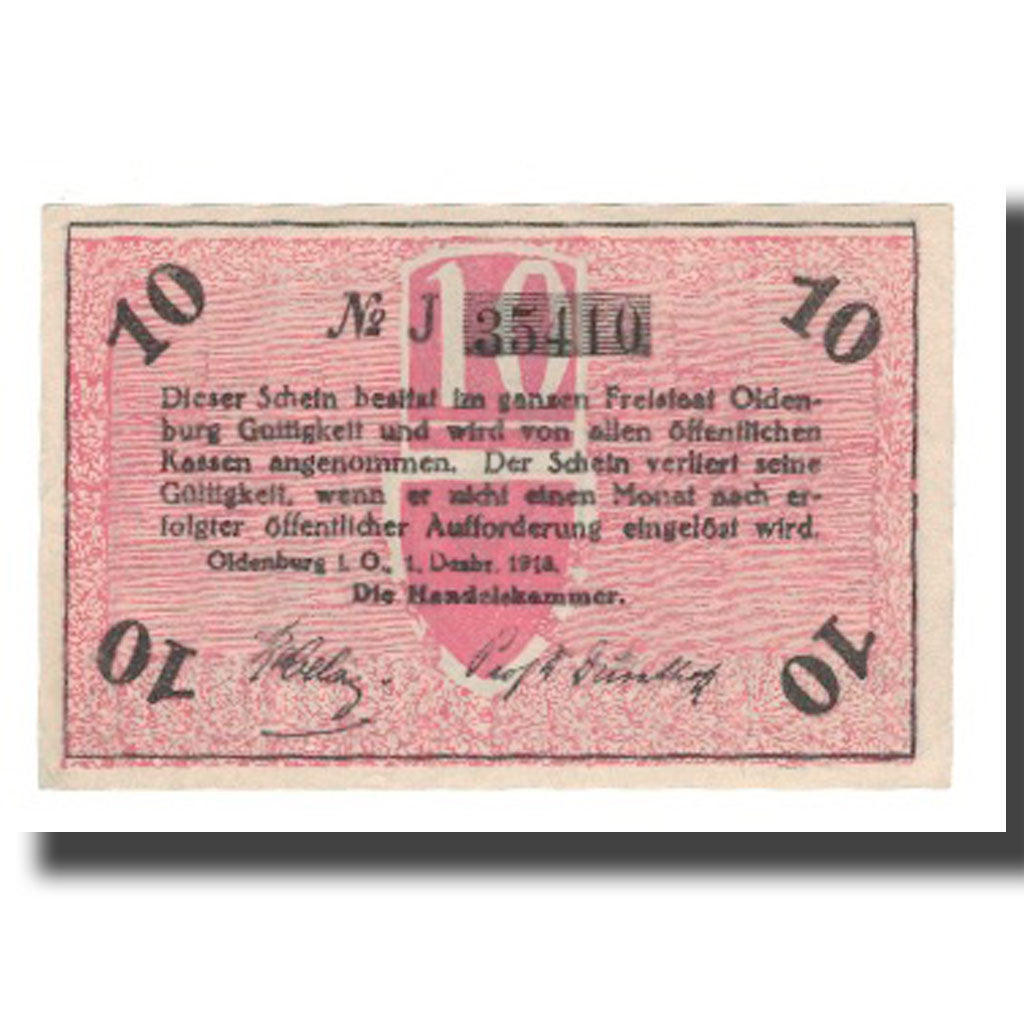 10 10
10
№ J 35410
Dieser Schein besitzt im ganzen Freistaat Olden-
burg Gültigkeit und wird von allen öffentlichen
Kassen angenommen. Der Schein verliert seine
Gültigkeit, wenn er nicht einen Monat nach er-
folgter öffentlicher Aufforderung eingelöst wird.
Oldenburg i. O., 1. Dezbr. 1918.
Die Handelskammer.
10 10